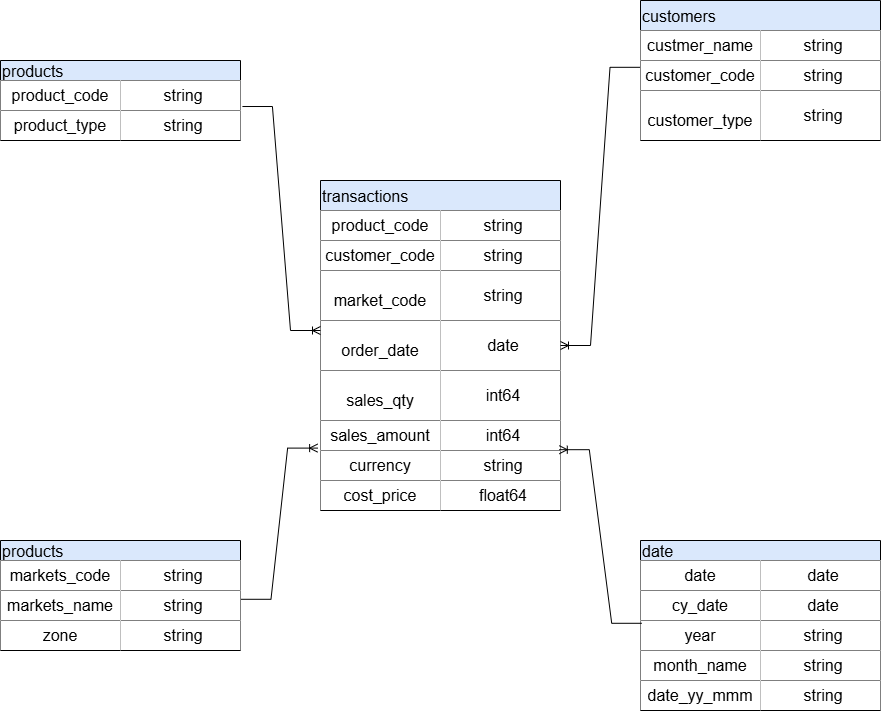 customers
custmer_name string
customer_code string
customer_type string
products
product_code string
product_type string
transactions
product_code string
customer_code string
market_code string
order_date date
sales_qty int64
sales_amount int64
currency string
cost_price float64
products
markets_code string
markets_name string
zone string
date
date date
cy_date date
year string
month_name string
date_yy_mmm string